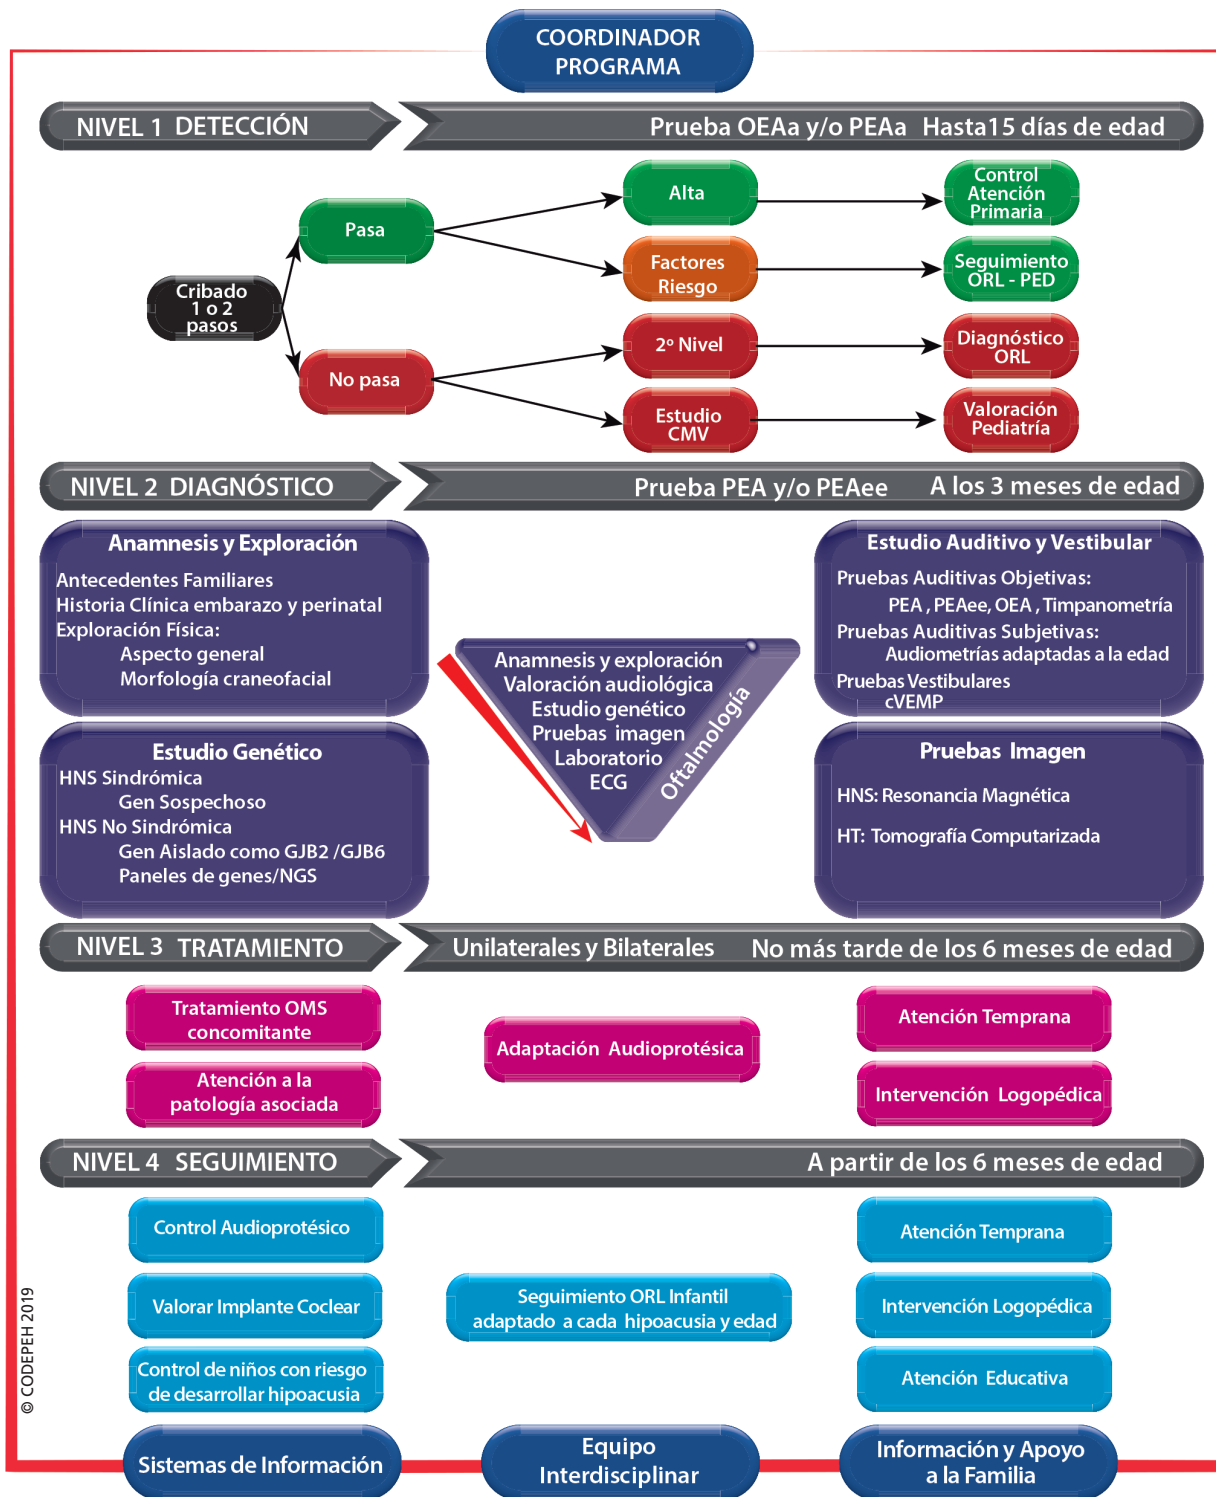 COORDINADOR
PROGRAMA
NIVEL 1 DETECCIÓN
Prueba OEAa y/o PEAa Hasta15 días de edad
Cribado
1 o 2
pasos
Pasa
No pasa
Alta
Factores
Riesgo
2º Nivel
Estudio
CMV
Control
Atención
Primaria
Seguimiento
ORL - PED
Diagnóstico
ORL
Valoración
Pediatría
NIVEL 2 DIAGNÓSTICO
Prueba PEA y/o PEAee A los 3 meses de edad
Anamnesis y Exploración
Antecedentes Familiares
Historia Clínica embarazo y perinatal
Exploración Física:
Aspecto general
Morfología craneofacial
Estudio Genético
HNS Sindrómica
Gen Sospechoso
HNS No Sindrómica
Gen Aislado como GJB2 /GJB6
Paneles de genes/NGS
Anamnesis y exploración
Valoración audiológica
Estudio genético
Pruebas imagen
Laboratorio
ECG
Oftalmología
Estudio Auditivo y Vestibular
Pruebas Auditivas Objetivas:
PEA , PEAee, OEA , Timpanometría
Pruebas Auditivas Subjetivas:
Audiometrías adaptadas a la edad
Pruebas Vestibulares
cVEMP
Pruebas Imagen
HNS: Resonancia Magnética
HT: Tomografía Computarizada
NIVEL 3 TRATAMIENTO
Unilaterales y Bilaterales No más tarde de los 6 meses de edad
Tratamiento OMS
concomitante
Atención a la
patología asociada
Adaptación Audioprotésica
Atención Temprana
Intervención Logopédica
NIVEL 4 SEGUIMIENTO
A partir de los 6 meses de edad
Control Audioprotésico
Valorar Implante Coclear
Control de niños con riesgo
de desarrollar hipoacusia
Seguimiento ORL Infantil
adaptado a cada hipoacusia y edad
Atención Temprana
Intervención Logopédica
Atención Educativa
© CODEPEH 2019
Sistemas de Información
Equipo
Interdisciplinar
Información y Apoyo
a la Familia